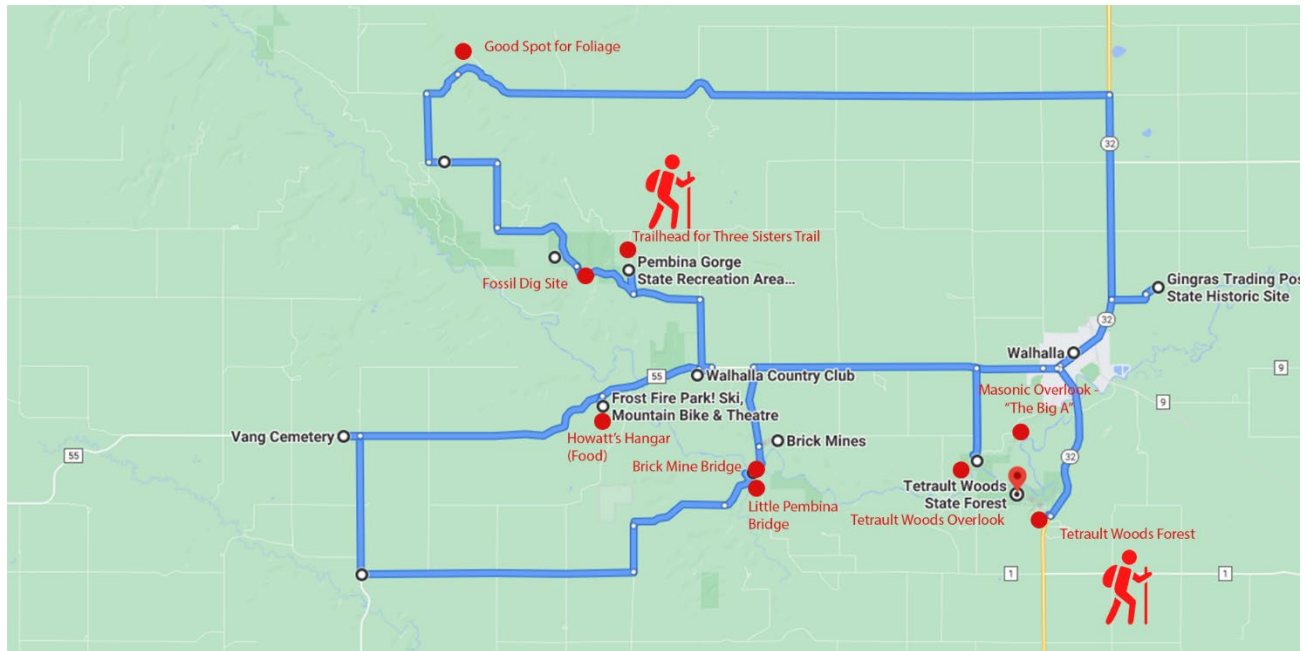 Good Spot for Foliage
32
Trailhead for Three Sisters Trail
Pembina Gorge
State Recreation Area...
Fossil Dig Site
Gingras Trading Pos
State Historic Site
32
Walhalla
55
Walhalla Country Club
9
Masonic Overlook -
"The Big A"
9
Frost Fire Park! Ski,
Mountain Bike & Theatre
Howatt's Hangar
(Food)
Vang Cemetery
55
Brick Mines
Brick Mine Bridge
32
Little Pembina
Bridge
Tetrault Woods
State Forest
Tetrault Woods Overlook
Tetrault Woods Forest
1
1